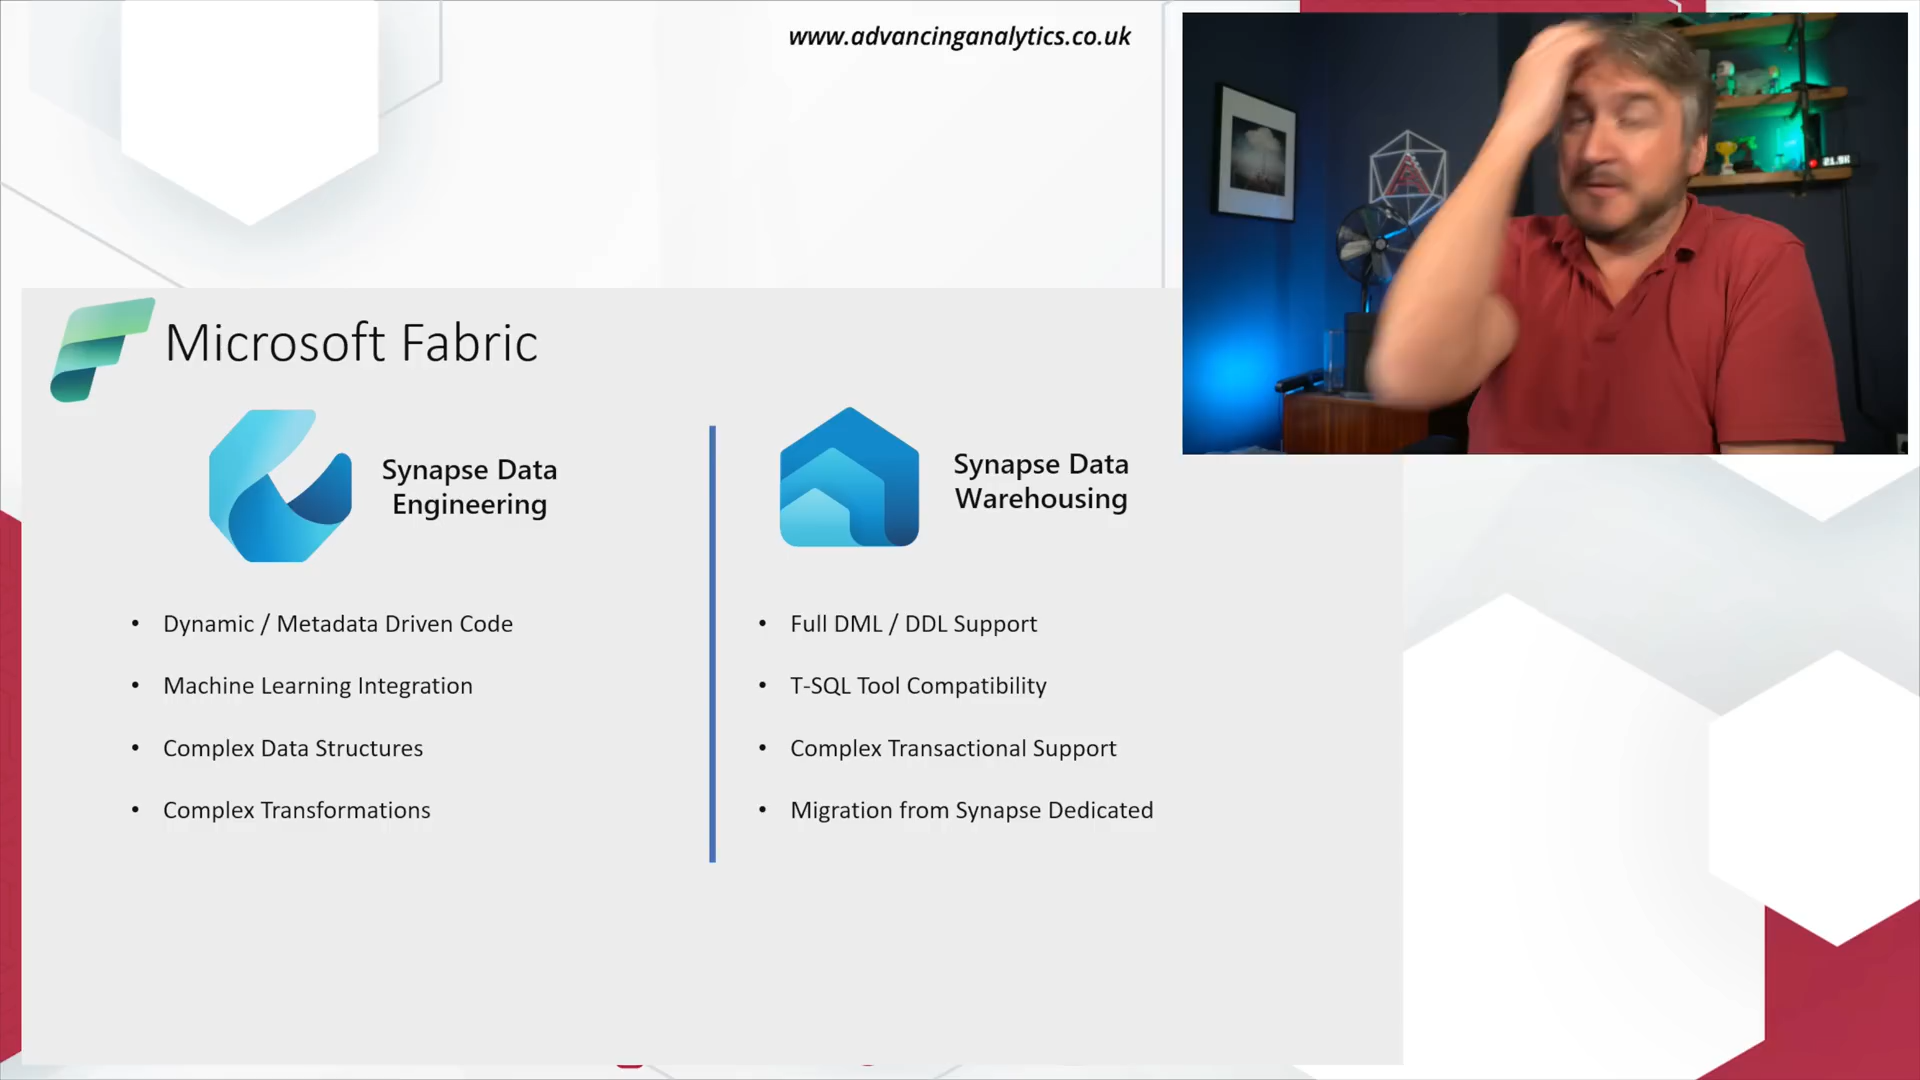 www.advancinganalytics.co.uk
21.9K
Microsoft Fabric
Synapse Data
Engineering
• Dynamic / Metadata Driven Code
• Machine Learning Integration
• Complex Data Structures
• Complex Transformations
Synapse Data
Warehousing
• Full DML / DDL Support
• T-SQL Tool Compatibility
• Complex Transactional Support
• Migration from Synapse Dedicated